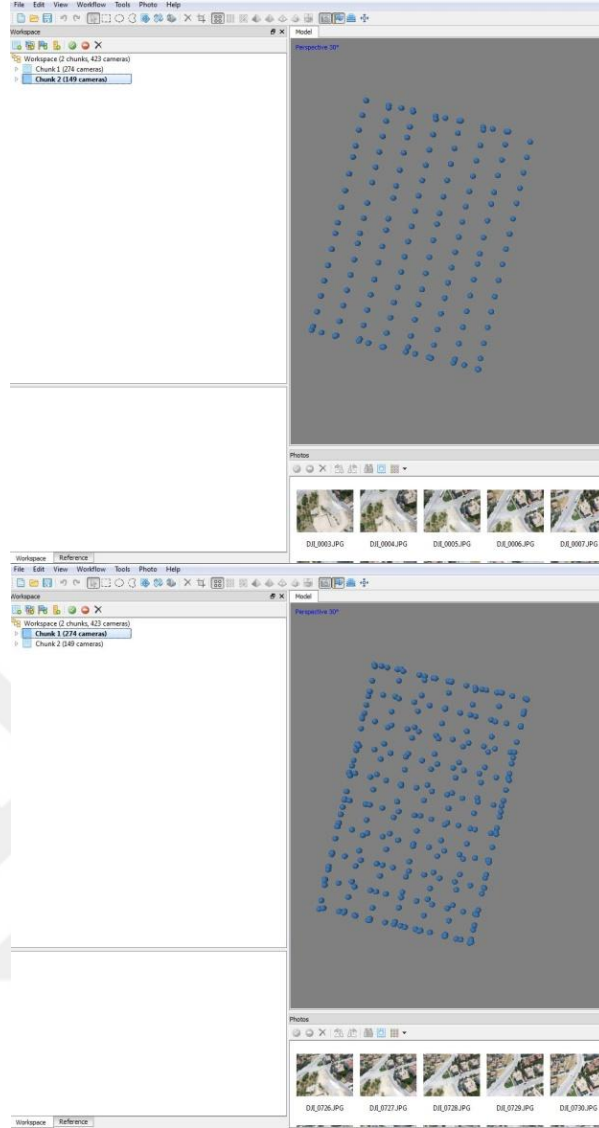 File Edit View Workflow Tools Photo Help
Workspace
Model
Perspective 30°
Workspace (2 chunks, 423 cameras)
Chunk 1 (274 cameras)
Chunk 2 (149 cameras)
Photos
DJI_0003.JPG DJI_0004.JPG DJI_0005.JPG DJI_0006.JPG DJI_0007.JPG
Workspace Reference
File Edit View Workflow Tools Photo Help
Workspace
Model
Perspective 30°
Workspace (2 chunks, 423 cameras)
Chunk 1 (274 cameras)
Chunk 2 (149 cameras)
Photos
DJI_0726.JPG DJI_0727.JPG DJI_0728.JPG DJI_0729.JPG DJI_0730.JPG
Workspace Reference